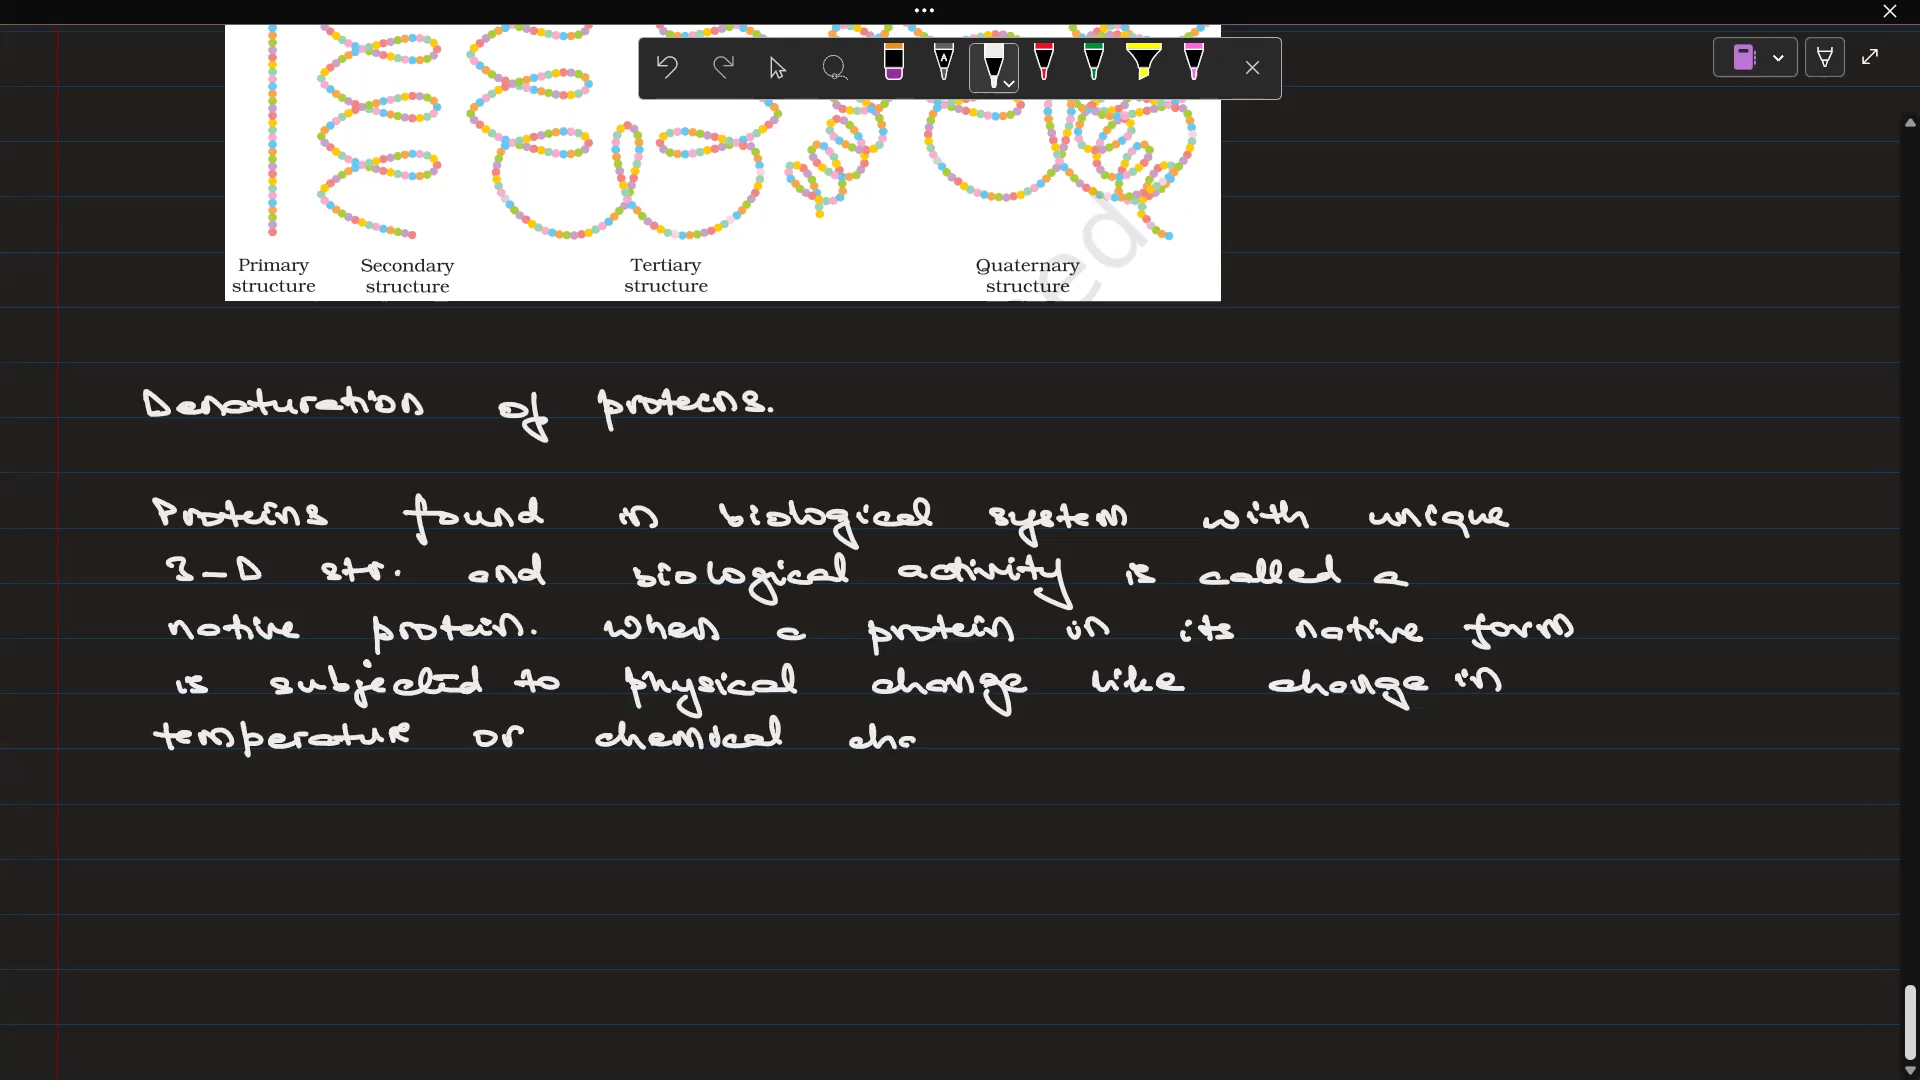 Primary structure
Secondary structure
Tertiary structure
Quaternary structure
Denaturation of proteins.
Proteins found in biological system with unique
3-D str. and biological activity is called a
native protein. When a protein in its native form
is subjected to physical change like change in
temperature or chemical cha